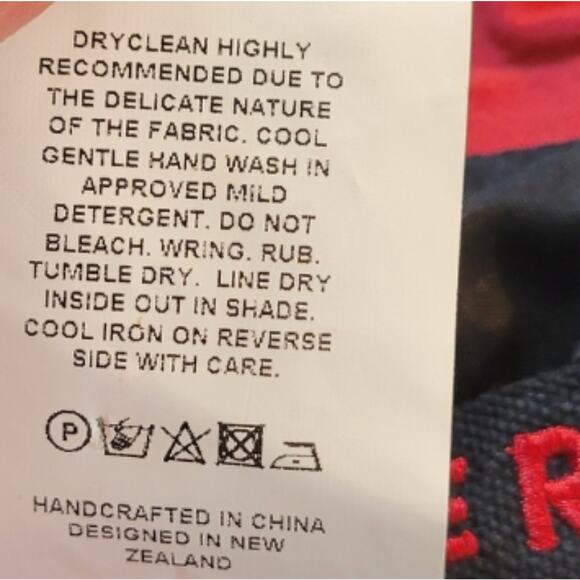 DRYCLEAN HIGHLY
RECOMMENDED DUE TO
THE DELICATE NATURE
OF THE FABRIC. COOL
GENTLE HAND WASH IN
APPROVED MILD
DETERGENT. DO NOT
BLEACH. WRING. RUB.
TUMBLE DRY. LINE DRY
INSIDE OUT IN SHADE.
COOL IRON ON REVERSE
SIDE WITH CARE.
P
HANDCRAFTED IN CHINA
DESIGNED IN NEW
ZEALAND
ER